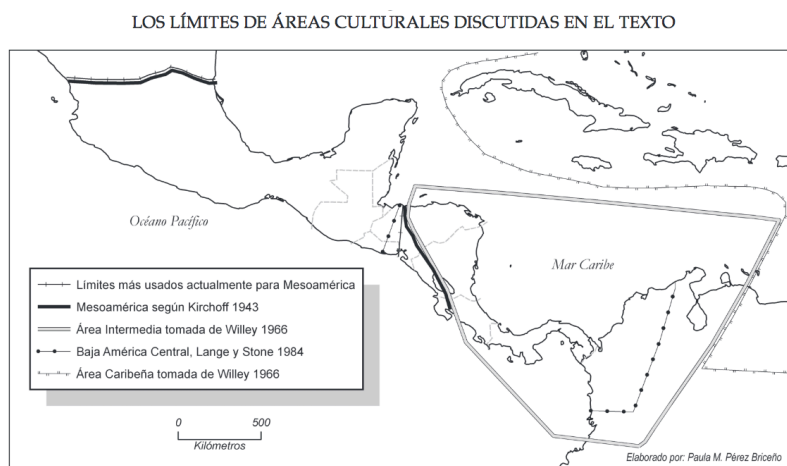 LOS LÍMITES DE ÁREAS CULTURALES DISCUTIDAS EN EL TEXTO
Océano Pacífico
Mar Caribe
Límites más usados actualmente para Mesoamérica
Mesoamérica según Kirchoff 1943
Área Intermedia tomada de Willey 1966
Baja América Central, Lange y Stone 1984
Área Caribeña tomada de Willey 1966
0 500
Kilómetros
Elaborado por: Paula M. Pérez Briceño